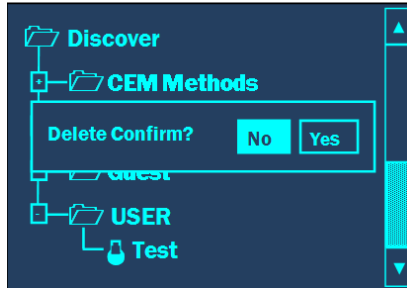 Discover
CEM Methods
Delete Confirm?
No Yes
Guest
USER
Test